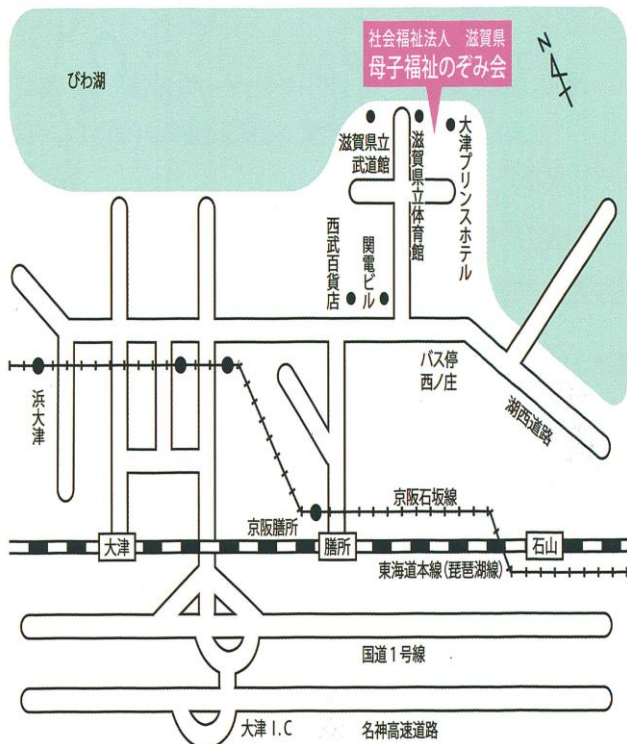 社会福祉法人　滋賀県
母子福祉のぞみ会
N
びわ湖
滋賀県立
武道館
滋賀県立体育館
大津プリンスホテル
西武百貨店
関電ビル
バス停
西ノ庄
湖西道路
浜大津
京阪石坂線
京阪膳所
大津
膳所
石山
東海道本線(琵琶湖線)
国道1号線
大津I.C
名神高速道路